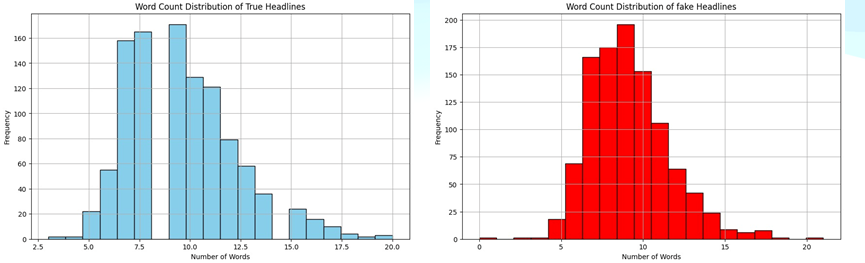 Word Count Distribution of True Headlines
Frequency
160
140
120
100
80
60
40
20
0
2.5 5.0 7.5 10.0 12.5 15.0 17.5 20.0
Number of Words
Word Count Distribution of fake Headlines
Frequency
200
175
150
125
100
75
50
25
0
0 5 10 15 20
Number of Words